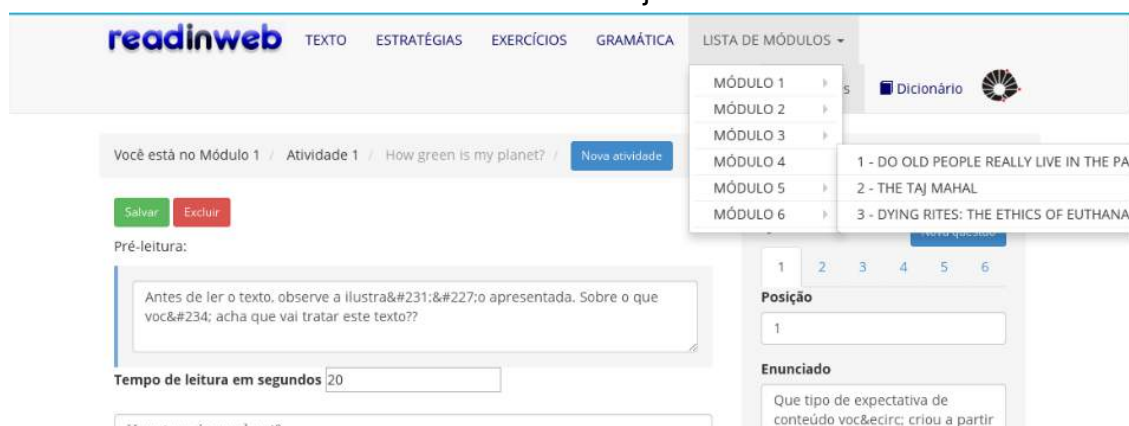 readinweb TEXTO ESTRATÉGIAS EXERCÍCIOS GRAMÁTICA LISTA DE MÓDULOS
Dicionário
MÓDULO 1
MÓDULO 2
MÓDULO 3
MÓDULO 4
MÓDULO 5
MÓDULO 6
1 - DO OLD PEOPLE REALLY LIVE IN THE PA
2 - THE TAJ MAHAL
3 - DYING RITES: THE ETHICS OF EUTHANA
Você está no Módulo 1 / Atividade 1 / How green is my planet? / Nova atividade
Salvar Excluir
Pré-leitura:
Antes de ler o texto, observe a ilustra&#231;&#227;o apresentada. Sobre o que
voc&#234; acha que vai tratar este texto??
Tempo de leitura em segundos 20
Nova questão
1 2 3 4 5 6
Posição
1
Enunciado
Que tipo de expectativa de
conteúdo voc&ecirc; criou a partir